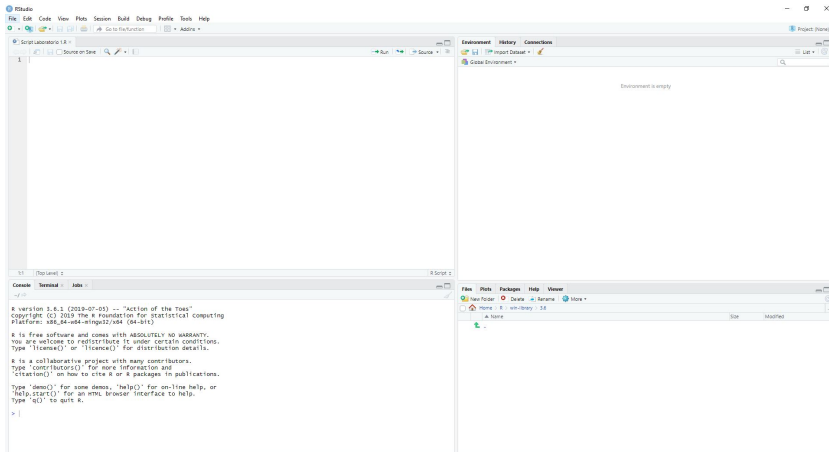 RStudio
File Edit Code View Plots Session Build Debug Profile Tools Help
Go to file/function Addins
Project: (None)
Script Laboratorio 1.R
Source on Save Run Source
1
1:1 (Top Level) R Script
Console Terminal Jobs
~/
R version 3.6.1 (2019-07-05) -- "Action of the Toes"
Copyright (C) 2019 The R Foundation for Statistical Computing
Platform: x86_64-w64-mingw32/x64 (64-bit)
R is free software and comes with ABSOLUTELY NO WARRANTY.
You are welcome to redistribute it under certain conditions.
Type 'license()' or 'licence()' for distribution details.
R is a collaborative project with many contributors.
Type 'contributors()' for more information and
'citation()' on how to cite R or R packages in publications.
Type 'demo()' for some demos, 'help()' for on-line help, or
'help.start()' for an HTML browser interface to help.
Type 'q()' to quit R.
>
Environment History Connections
Import Dataset List
Global Environment
Environment is empty
Files Plots Packages Help Viewer
New Folder Delete Rename More
Home R win-library 3.6
Name Size Modified
..